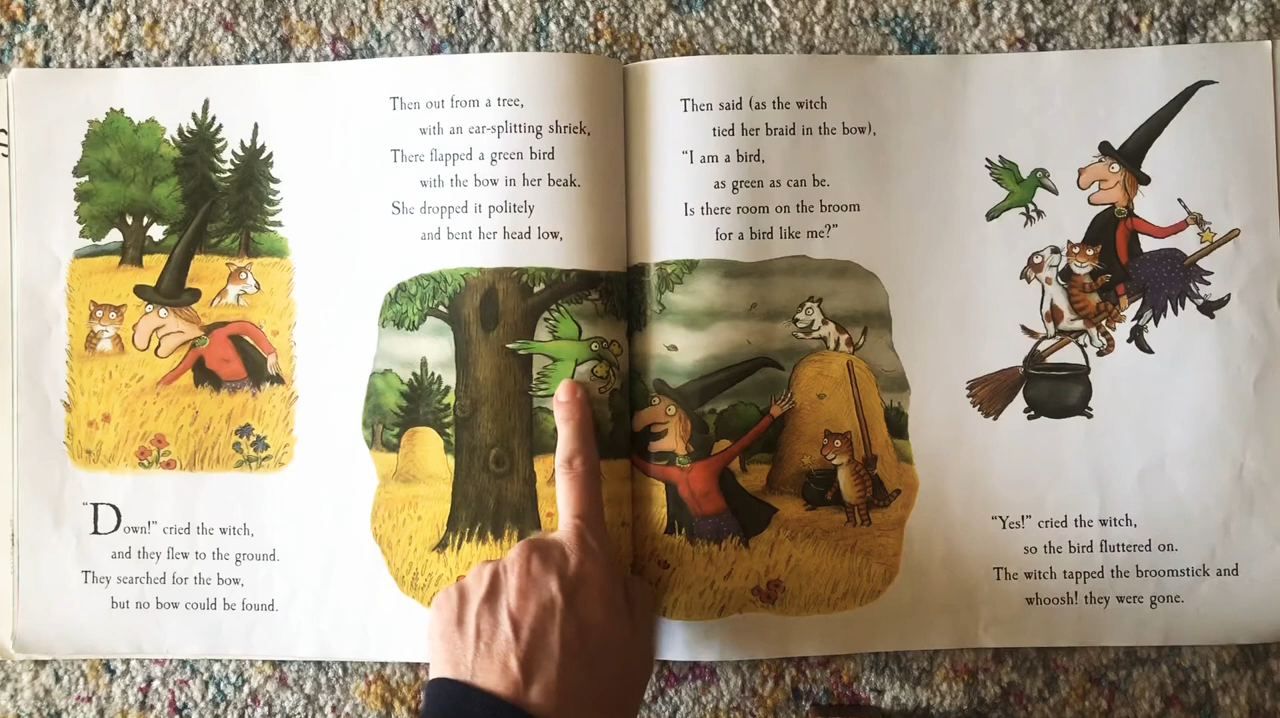 "Down!" cried the witch,
and they flew to the ground.
They searched for the bow,
but no bow could be found.
Then out from a tree,
with an ear-splitting shriek,
There flapped a green bird
with the bow in her beak.
She dropped it politely
and bent her head low,
Then said (as the witch
tied her braid in the bow),
"I am a bird,
as green as can be.
Is there room on the broom
for a bird like me?"
"Yes!" cried the witch,
so the bird fluttered on.
The witch tapped the broomstick and
whoosh! they were gone.